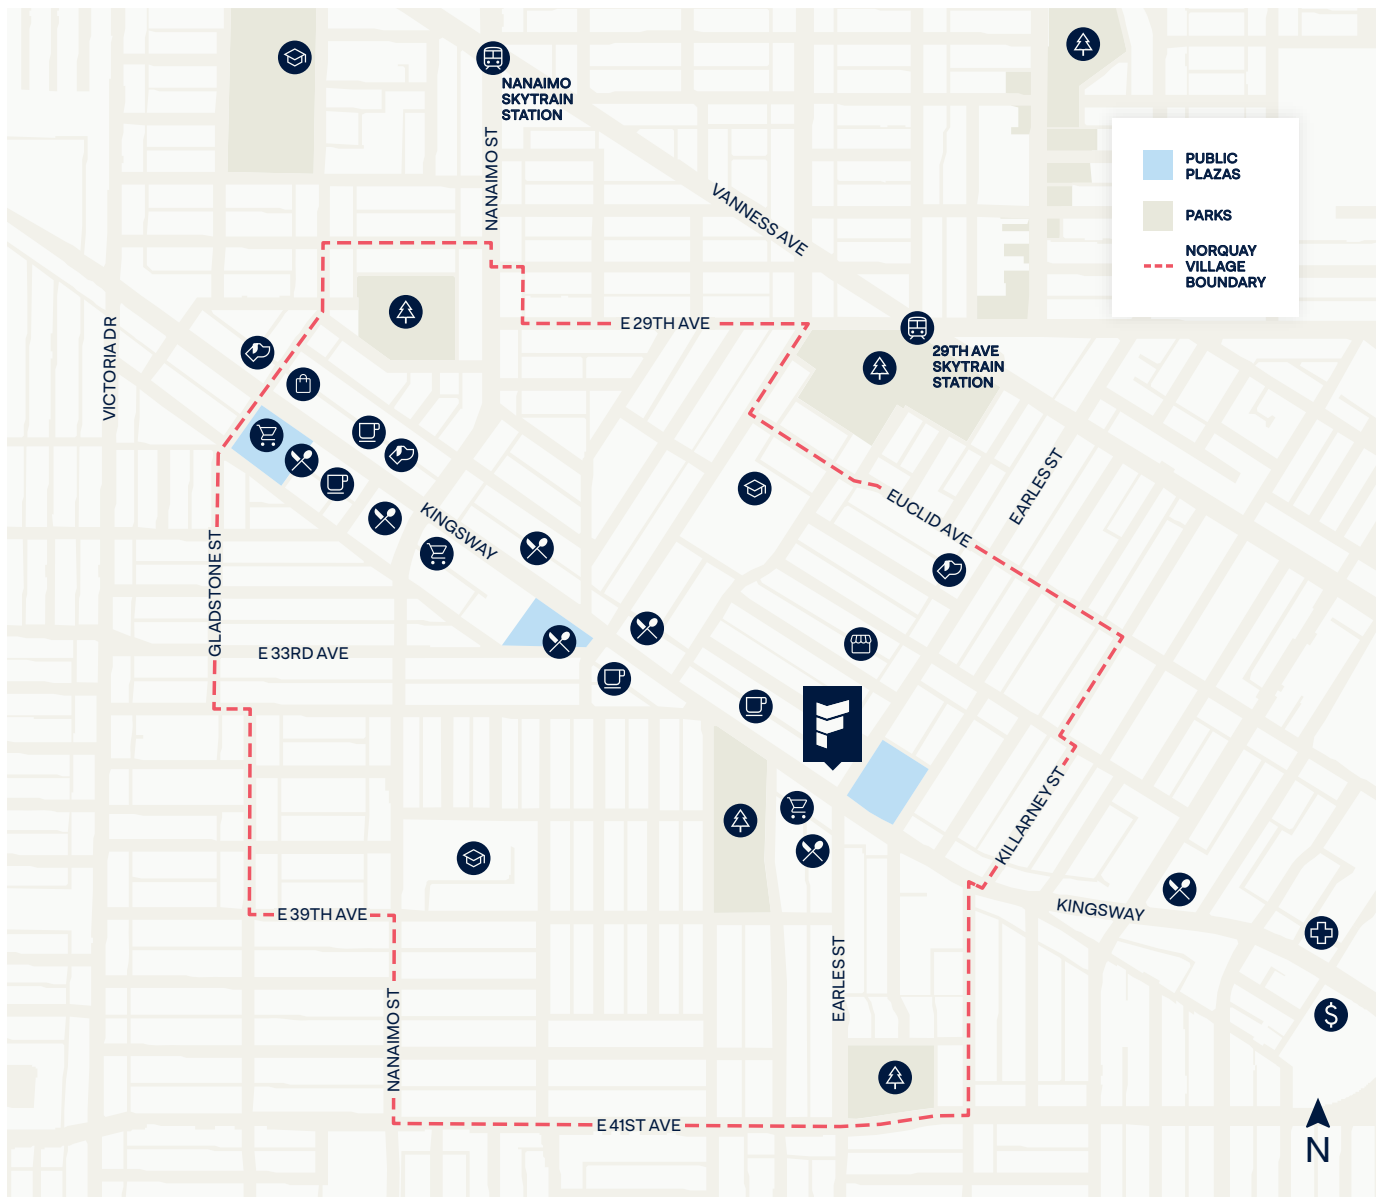 NANAIMO
SKYTRAIN
STATION
NANAIMO ST
VANNESS AVE
PUBLIC
PLAZAS
PARKS
NORQUAY
VILLAGE
BOUNDARY
VICTORIA DR
E 29TH AVE
29TH AVE
SKYTRAIN
STATION
EARLES ST
EUCLID AVE
KINGSWAY
GLADSTONE ST
E 33RD AVE
F
KILLARNEY ST
KINGSWAY
E 39TH AVE
EARLES ST
NANAIMO ST
$
E 41ST AVE
N